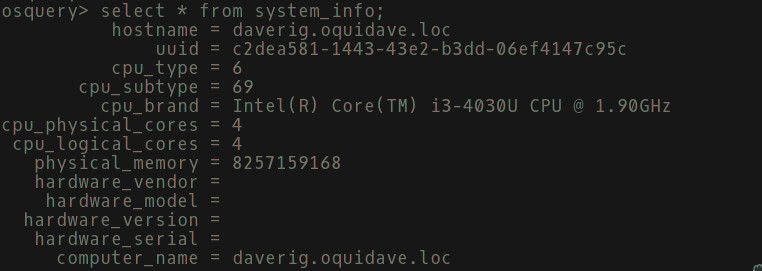 osquery> select * from system_info;
hostname = daverig.oquidave.loc
uuid = c2dea581-1443-43e2-b3dd-06ef4147c95c
cpu_type = 6
cpu_subtype = 69
cpu_brand = Intel(R) Core(TM) i3-4030U CPU @ 1.90GHz
cpu_physical_cores = 4
cpu_logical_cores = 4
physical_memory = 8257159168
hardware_vendor =
hardware_model =
hardware_version =
hardware_serial =
computer_name = daverig.oquidave.loc